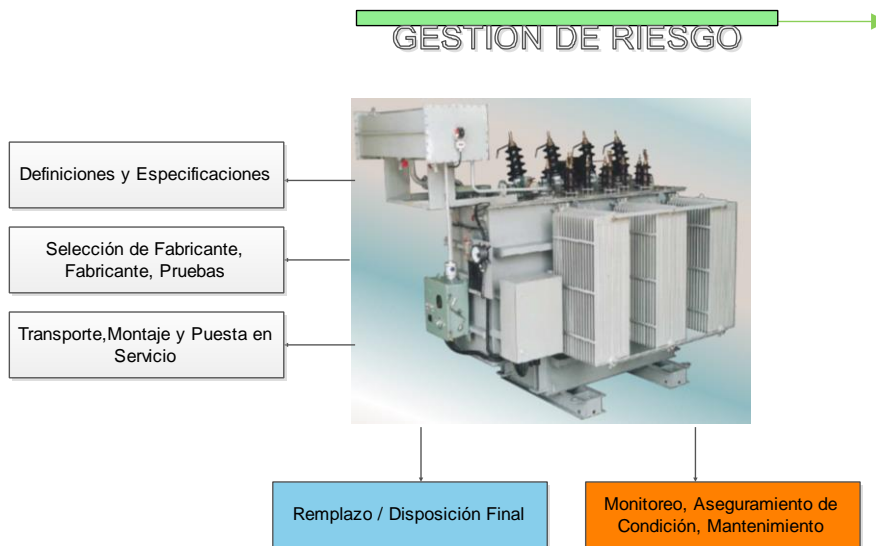 GESTION DE RIESGO
Definiciones y Especificaciones
Selección de Fabricante,
Fabricante, Pruebas
Transporte,Montaje y Puesta en
Servicio
Remplazo / Disposición Final
Monitoreo, Aseguramiento de
Condición, Mantenimiento